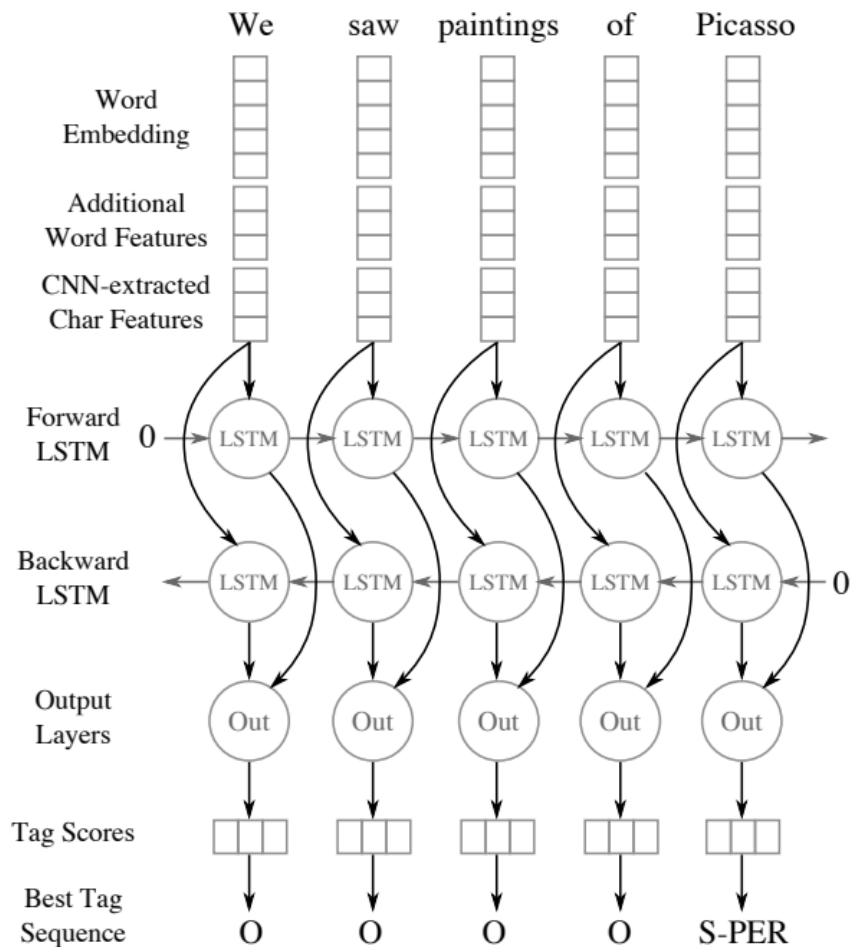 We saw paintings of Picasso
Word
Embedding
Additional
Word Features
CNN-extracted
Char Features
Forward
LSTM
0 LSTM LSTM LSTM LSTM LSTM
Backward
LSTM
LSTM LSTM LSTM LSTM LSTM 0
Output
Layers
Out Out Out Out Out
Tag Scores
Best Tag
Sequence
O O O O S-PER